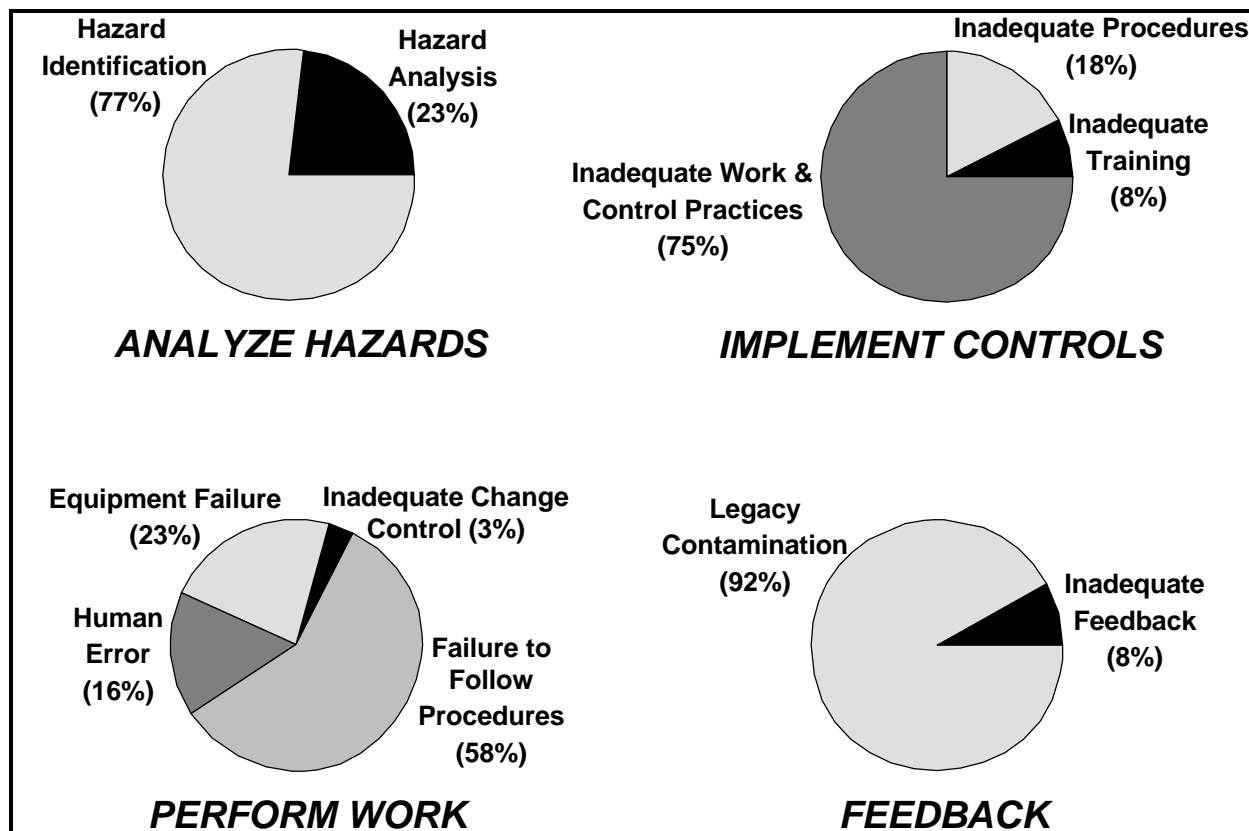 Hazard
Identification
(77%)
Hazard
Analysis
(23%)
ANALYZE HAZARDS
Inadequate Procedures
(18%)
Inadequate
Training
(8%)
Inadequate Work &
Control Practices
(75%)
IMPLEMENT CONTROLS
Equipment Failure
(23%)
Inadequate Change
Control (3%)
Human
Error
(16%)
Failure to
Follow
Procedures
(58%)
PERFORM WORK
Legacy
Contamination
(92%)
Inadequate
Feedback
(8%)
FEEDBACK